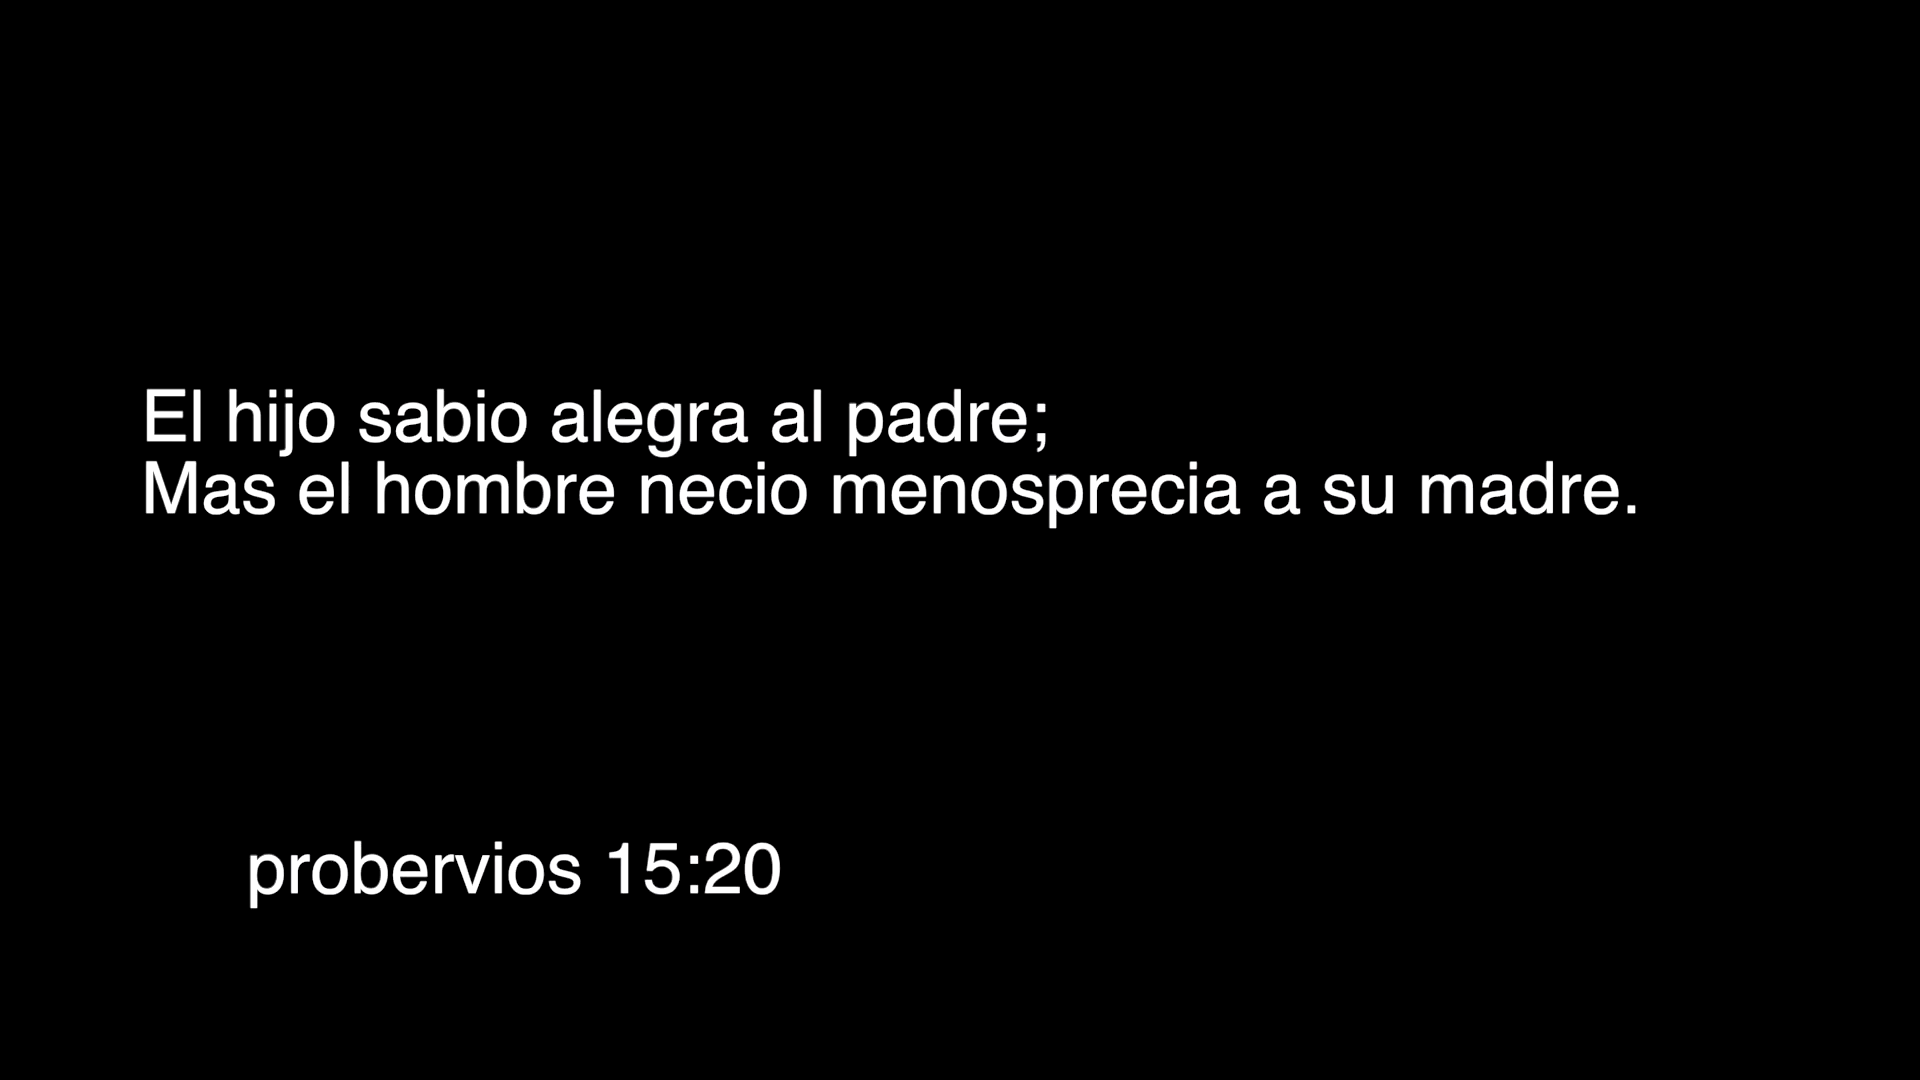 El hijo sabio alegra al padre;
Mas el hombre necio menosprecia a su madre.
probervios 15:20